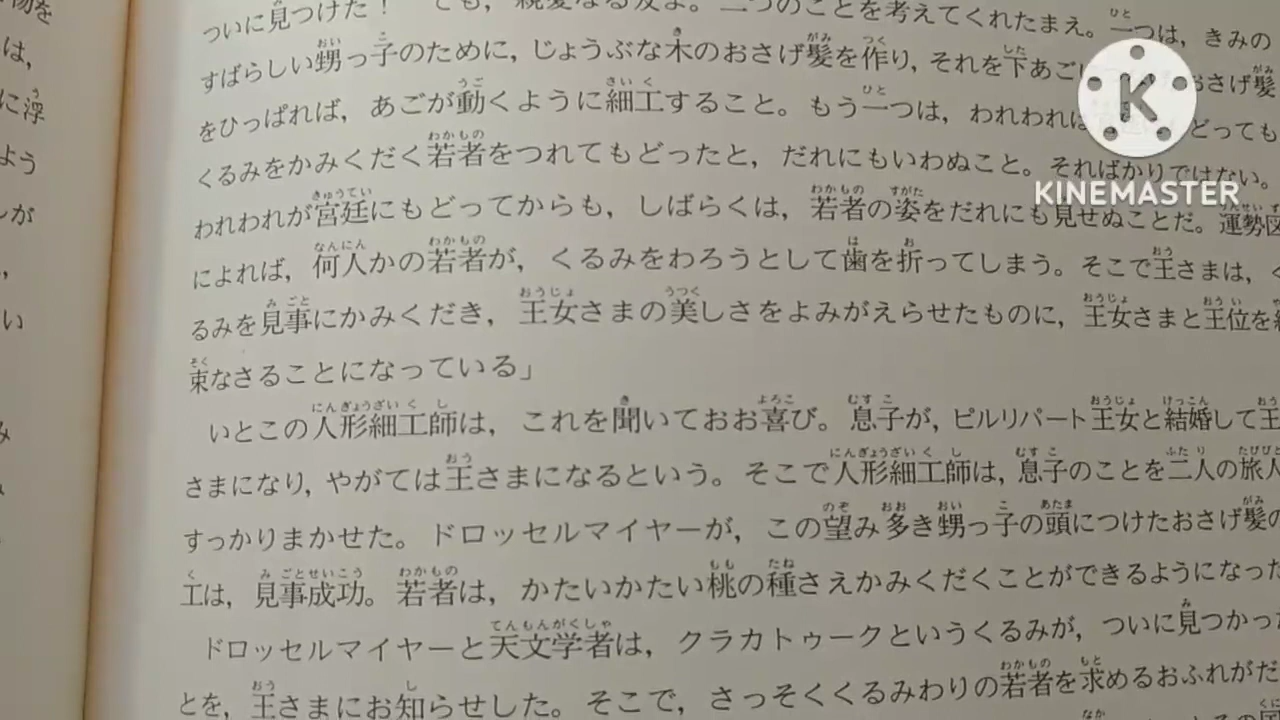 ついに見つけた! でも,親愛なる友よ。二つのことを考えてくれたまえ。一つは,きみの
すばらしい甥っ子のために,じょうぶな木のおさげ髪を作り,それを下あごに おさげ髪
をひっぱれば,あごが動くように細工すること。もう一つは,われわれは どっても
くるみをかみくだく若者をつれてもどったと,だれにもいわぬこと。そればかりではない。
われわれが宮廷にもどってからも,しばらくは,若者の姿をだれにも見せぬことだ。運勢図
によれば,何人かの若者が,くるみをわろうとして歯を折ってしまう。そこで王さまは,く
るみを見事にかみくだき,王女さまの美しさをよみがえらせたものに,王女さまと王位を
束なさることになっている」
いとこの人形細工師は,これを聞いておお喜び。息子が,ピルリパート王女と結婚して王
さまになり,やがては王さまになるという。そこで人形細工師は,息子のことを二人の旅人
すっかりまかせた。ドロッセルマイヤーが,この望み多き甥っ子の頭につけたおさげ髪の
工は,見事成功。若者は,かたいかたい桃の種さえかみくだくことができるようになった
ドロッセルマイヤーと天文学者は,クラカトゥークというくるみが,ついに見つかった
とを,王さまにお知らせした。そこで,さっそくくるみわりの若者を求めるおふれがだ
物を
は,
に浮
よう
が
い
み
KINEMASTER